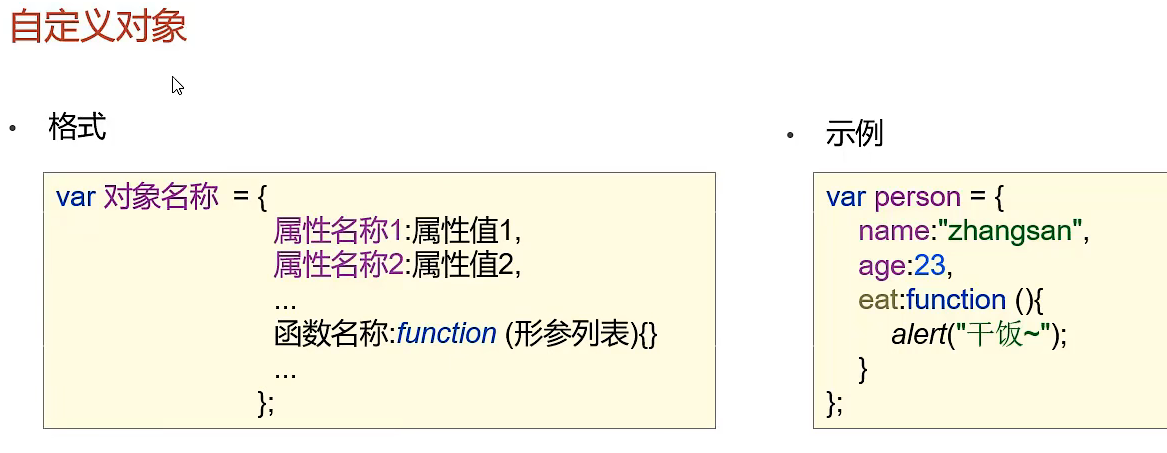 自定义对象
• 格式
var 对象名称 = {
属性名称1:属性值1,
属性名称2:属性值2,
...
函数名称:function (形参列表){}
...
};
• 示例
var person = {
name:"zhangsan",
age:23,
eat:function (){
alert("干饭~");
}
};